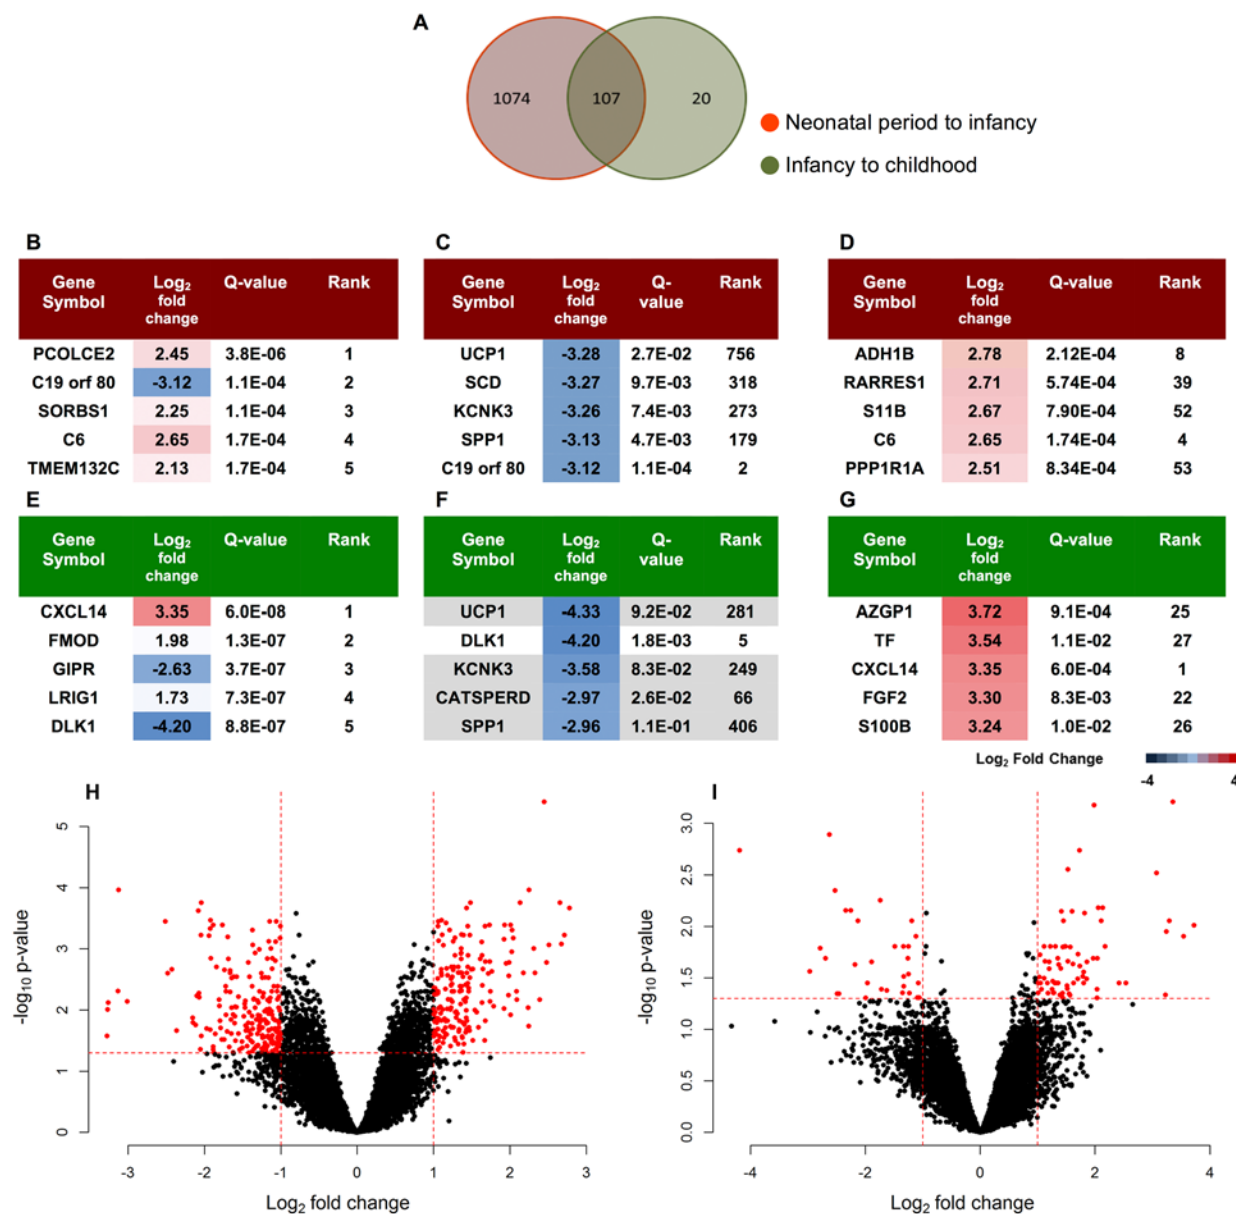 A
1074 107 20
Neonatal period to infancy
Infancy to childhood
B
Gene Symbol Log2 fold change Q-value Rank
PCOLCE2 2.45 3.8E-06 1
C19 orf 80 -3.12 1.1E-04 2
SORBS1 2.25 1.1E-04 3
C6 2.65 1.7E-04 4
TMEM132C 2.13 1.7E-04 5
C
Gene Symbol Log2 fold change Q-value Rank
UCP1 -3.28 2.7E-02 756
SCD -3.27 9.7E-03 318
KCNK3 -3.26 7.4E-03 273
SPP1 -3.13 4.7E-03 179
C19 orf 80 -3.12 1.1E-04 2
D
Gene Symbol Log2 fold change Q-value Rank
ADH1B 2.78 2.12E-04 8
RARRES1 2.71 5.74E-04 39
S11B 2.67 7.90E-04 52
C6 2.65 1.74E-04 4
PPP1R1A 2.51 8.34E-04 53
E
Gene Symbol Log2 fold change Q-value Rank
CXCL14 3.35 6.0E-08 1
FMOD 1.98 1.3E-07 2
GIPR -2.63 3.7E-07 3
LRIG1 1.73 7.3E-07 4
DLK1 -4.20 8.8E-07 5
F
Gene Symbol Log2 fold change Q-value Rank
UCP1 -4.33 9.2E-02 281
DLK1 -4.20 1.8E-03 5
KCNK3 -3.58 8.3E-02 249
CATSPERD -2.97 2.6E-02 66
SPP1 -2.96 1.1E-01 406
G
Gene Symbol Log2 fold change Q-value Rank
AZGP1 3.72 9.1E-04 25
TF 3.54 1.1E-02 27
CXCL14 3.35 6.0E-04 1
FGF2 3.30 8.3E-03 22
S100B 3.24 1.0E-02 26
Log2 Fold Change
-4 4
H
-log10 p-value
5
4
3
2
1
0
-3 -2 -1 0 1 2 3
Log2 fold change
I
-log10 p-value
3.0
2.5
2.0
1.5
1.0
0.5
0.0
-4 -2 0 2 4
Log2 fold change